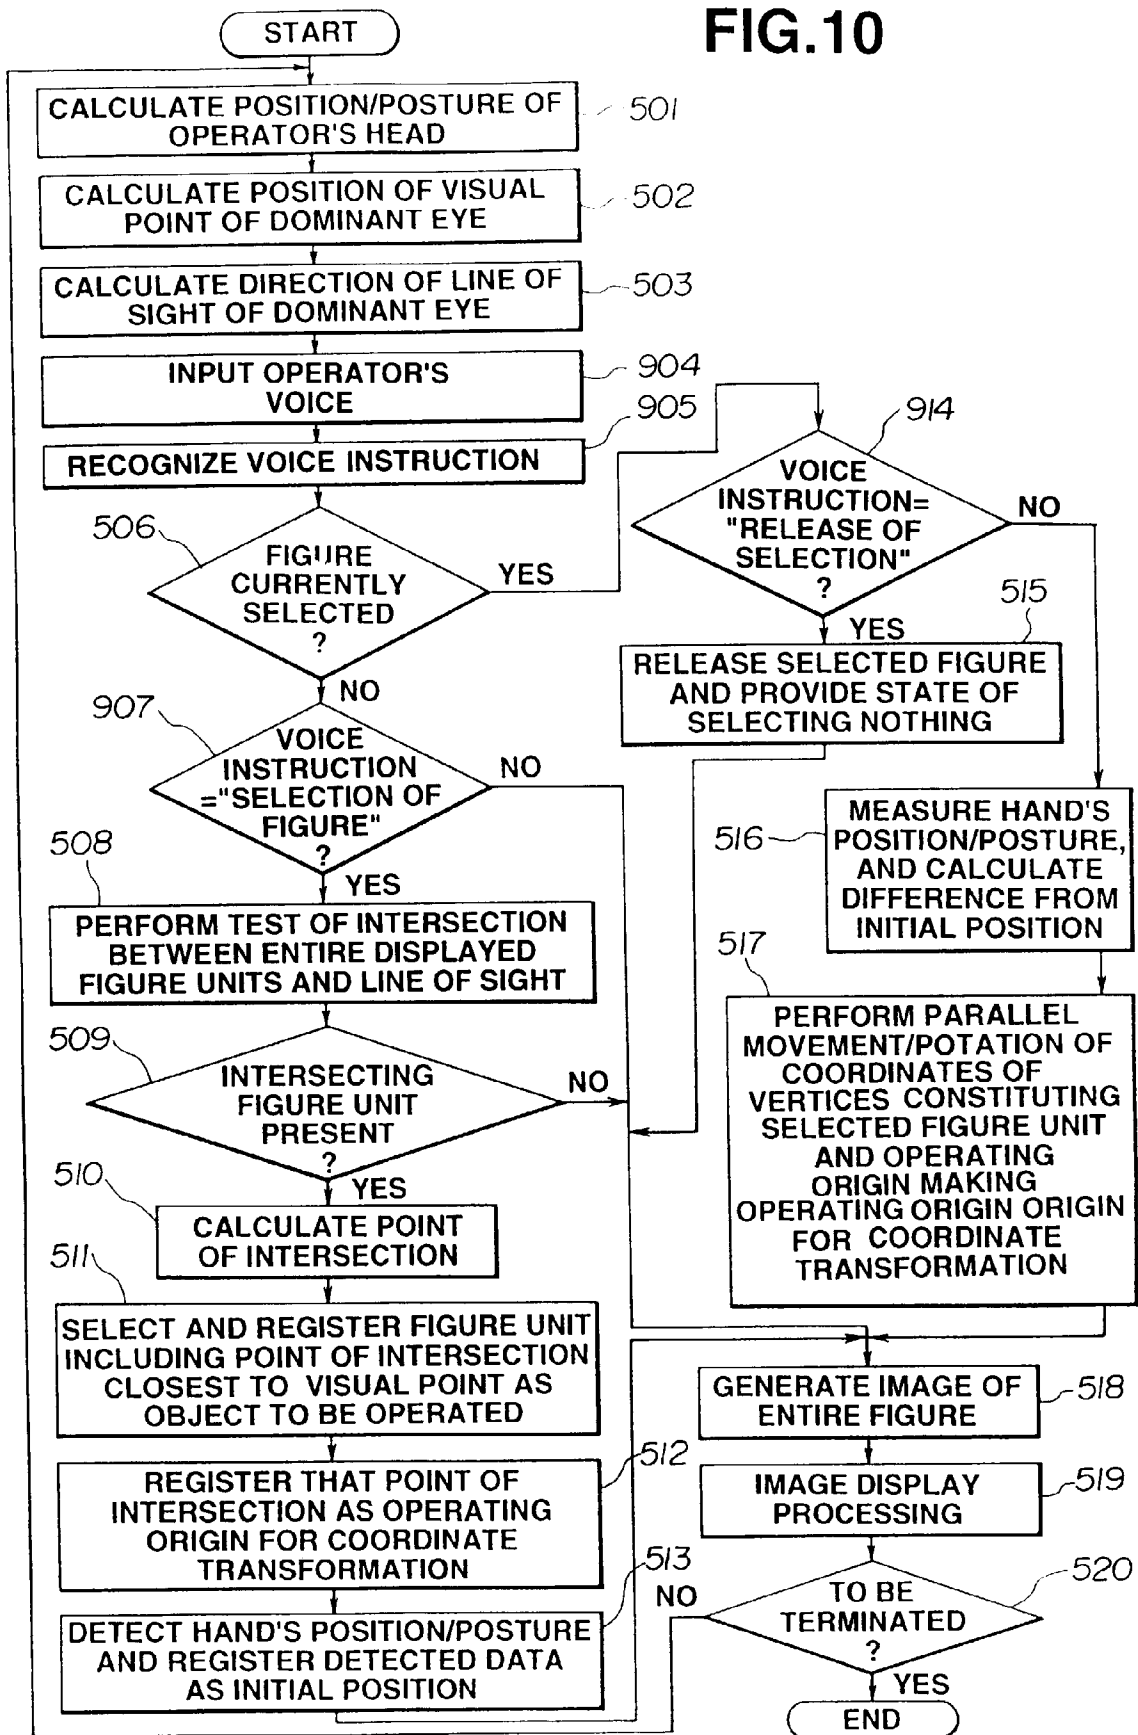 FIG.10
START
CALCULATE POSITION/POSTURE OF
OPERATOR'S HEAD
501
CALCULATE POSITION OF VISUAL
POINT OF DOMINANT EYE
502
CALCULATE DIRECTION OF LINE OF
SIGHT OF DOMINANT EYE
503
INPUT OPERATOR'S
VOICE
904
RECOGNIZE VOICE INSTRUCTION
905
506
FIGURE
CURRENTLY
SELECTED
?
YES
NO
914
VOICE
INSTRUCTION=
"RELEASE OF
SELECTION"
?
NO
YES
515
RELEASE SELECTED FIGURE
AND PROVIDE STATE OF
SELECTING NOTHING
907
VOICE
INSTRUCTION
="SELECTION OF
FIGURE"
?
NO
YES
508
PERFORM TEST OF INTERSECTION
BETWEEN ENTIRE DISPLAYED
FIGURE UNITS AND LINE OF SIGHT
516
MEASURE HAND'S
POSITION/POSTURE,
AND CALCULATE
DIFFERENCE FROM
INITIAL POSITION
509
INTERSECTING
FIGURE UNIT
PRESENT
?
NO
YES
517
PERFORM PARALLEL
MOVEMENT/POTATION OF
COORDINATES OF
VERTICES CONSTITUTING
SELECTED FIGURE UNIT
AND OPERATING
ORIGIN MAKING
OPERATING ORIGIN ORIGIN
FOR COORDINATE
TRANSFORMATION
510
CALCULATE POINT
OF INTERSECTION
511
SELECT AND REGISTER FIGURE UNIT
INCLUDING POINT OF INTERSECTION
CLOSEST TO VISUAL POINT AS
OBJECT TO BE OPERATED
512
REGISTER THAT POINT OF
INTERSECTION AS OPERATING
ORIGIN FOR COORDINATE
TRANSFORMATION
513
DETECT HAND'S POSITION/POSTURE
AND REGISTER DETECTED DATA
AS INITIAL POSITION
GENERATE IMAGE OF
ENTIRE FIGURE
518
IMAGE DISPLAY
PROCESSING
519
TO BE
TERMINATED
?
520
NO
YES
END